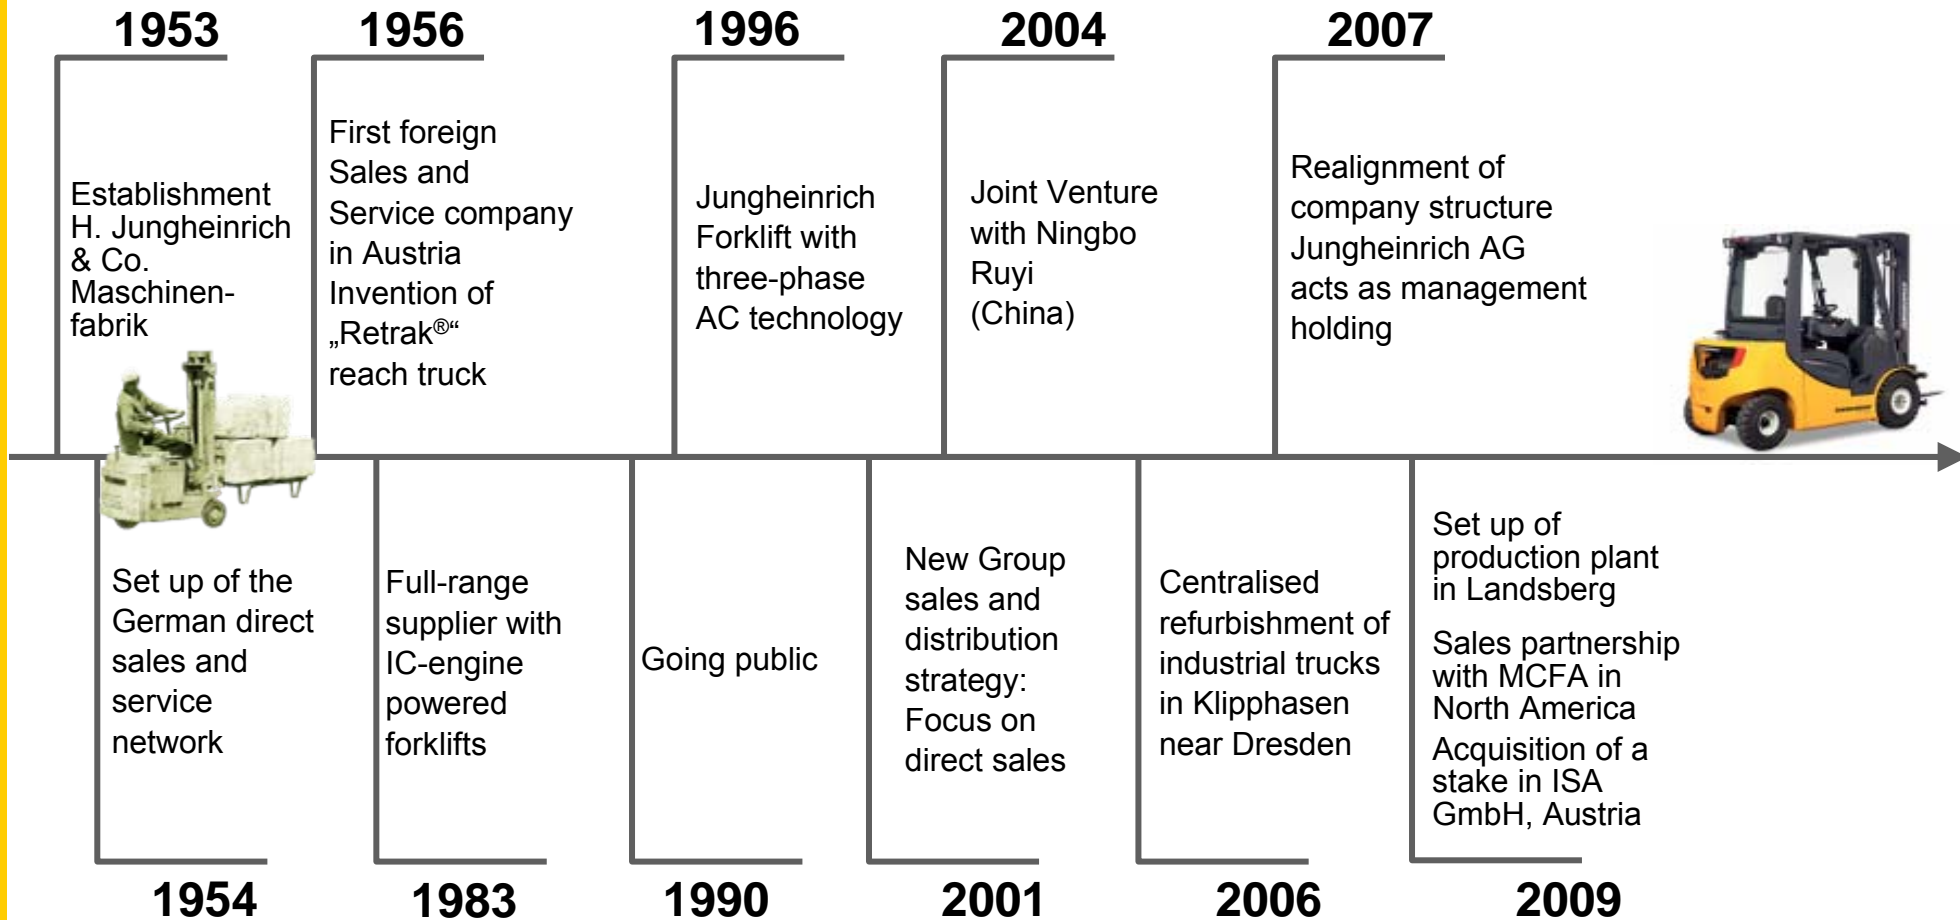 1953
Establishment
H. Jungheinrich
& Co.
Maschinen-
fabrik
1956
First foreign
Sales and
Service company
in Austria
Invention of
„Retrak®“
reach truck
1996
Jungheinrich
Forklift with
three-phase
AC technology
2004
Joint Venture
with Ningbo
Ruyi
(China)
2007
Realignment of
company structure
Jungheinrich AG
acts as management
holding
Set up of the
German direct
sales and
service
network
1954
Full-range
supplier with
IC-engine
powered
forklifts
1983
Going public
1990
New Group
sales and
distribution
strategy:
Focus on
direct sales
2001
Centralised
refurbishment of
industrial trucks
in Klipphasen
near Dresden
2006
Set up of
production plant
in Landsberg
Sales partnership
with MCFA in
North America
Acquisition of a
stake in ISA
GmbH, Austria
2009